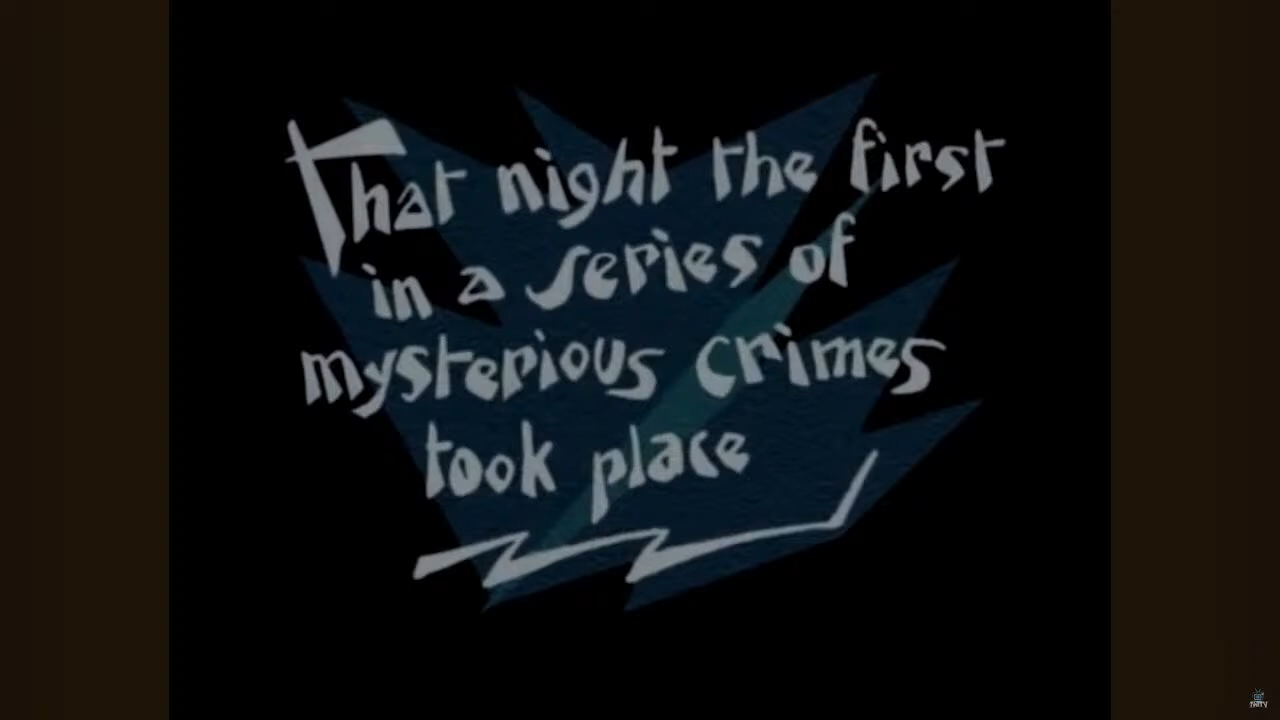 That night the first
in a series of
mysterious crimes
took place